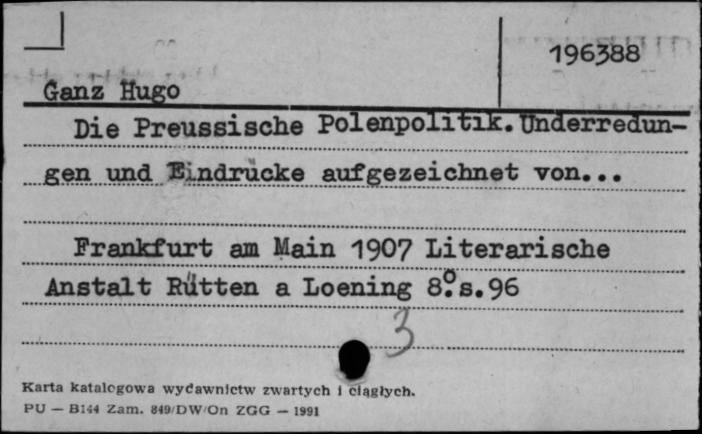 196388
Ganz Hugo
Die Preussische Polenpolitik. Underredun-
gen und Eindrücke aufgezeichnet von...
Frankfurt am Main 1907 Literarische
Anstalt Rütten a Loening 8º.s.96
3
Karta katalogowa wydawnictw zwartych i ciągłych.
PU — B144 Zam. 849/DW/On ZGG — 1991